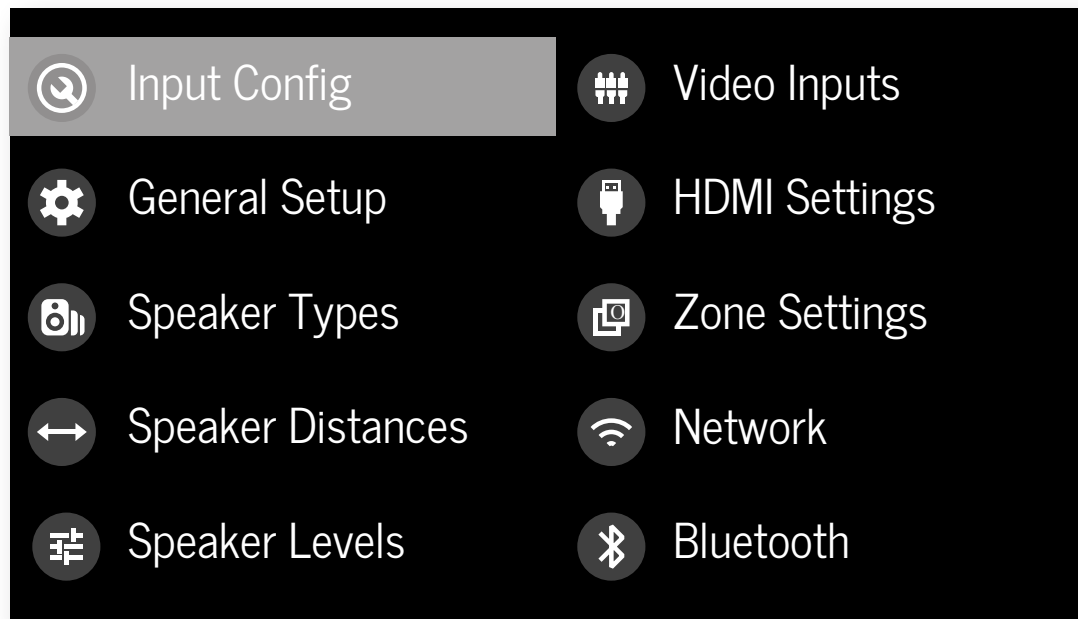 Input Config
General Setup
Speaker Types
Speaker Distances
Speaker Levels
Video Inputs
HDMI Settings
Zone Settings
Network
Bluetooth